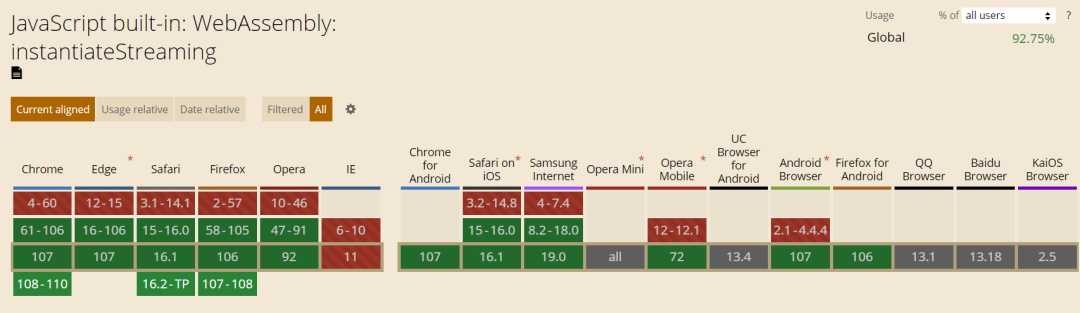 JavaScript built-in: WebAssembly:
instantiateStreaming
Usage % of all users ?
Global 92.75%
Current aligned Usage relative Date relative Filtered All
Chrome Edge * Safari Firefox Opera IE Chrome for Android Safari on iOS * Samsung Internet Opera Mini * Opera Mobile * UC Browser for Android Android Browser * Firefox for Android QQ Browser Baidu Browser KaiOS Browser
4-60 12-15 3.1-14.1 2-57 10-46 3.2-14.8 4-7.4
61-106 16-106 15-16.0 58-105 47-91 6-10 15-16.0 8.2-18.0 12-12.1 2.1-4.4.4
107 107 16.1 106 92 11 107 16.1 19.0 all 72 13.4 107 106 13.1 13.18 2.5
108-110 16.2-TP 107-108